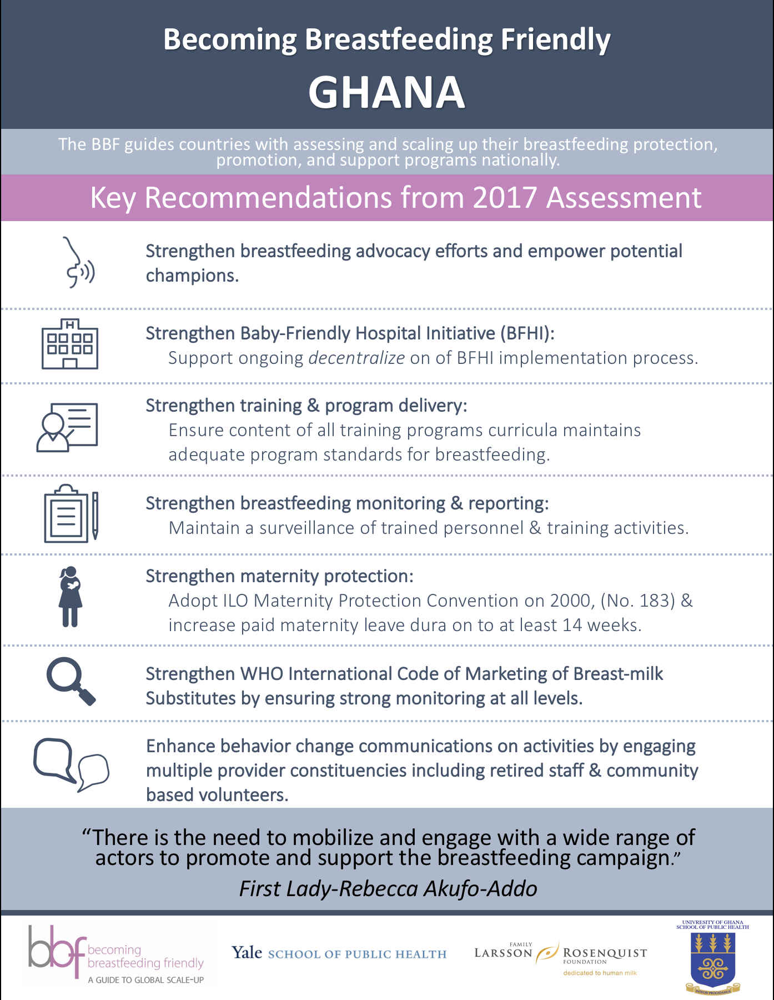 Becoming Breastfeeding Friendly
GHANA
The BBF guides countries with assessing and scaling up their breastfeeding protection,
promotion, and support programs nationally.
Key Recommendations from 2017 Assessment
Strengthen breastfeeding advocacy efforts and empower potential
champions.
H
Strengthen Baby-Friendly Hospital Initiative (BFHI):
Support ongoing decentralize on of BFHI implementation process.
Strengthen training & program delivery:
Ensure content of all training programs curricula maintains
adequate program standards for breastfeeding.
Strengthen breastfeeding monitoring & reporting:
Maintain a surveillance of trained personnel & training activities.
Strengthen maternity protection:
Adopt ILO Maternity Protection Convention on 2000, (No. 183) &
increase paid maternity leave dura on to at least 14 weeks.
Strengthen WHO International Code of Marketing of Breast-milk
Substitutes by ensuring strong monitoring at all levels.
Enhance behavior change communications on activities by engaging
multiple provider constituencies including retired staff & community
based volunteers.
“There is the need to mobilize and engage with a wide range of
actors to promote and support the breastfeeding campaign.”
First Lady-Rebecca Akufo-Addo
bbf becoming
breastfeeding friendly
A GUIDE TO GLOBAL SCALE-UP
Yale SCHOOL OF PUBLIC HEALTH
FAMILY
LARSSON ROSENQUIST
FOUNDATION
dedicated to human milk
UNIVRESITY OF GHANA
SCHOOL OF PUBLIC HEALTH
INTEGRI PROCEDAMUS